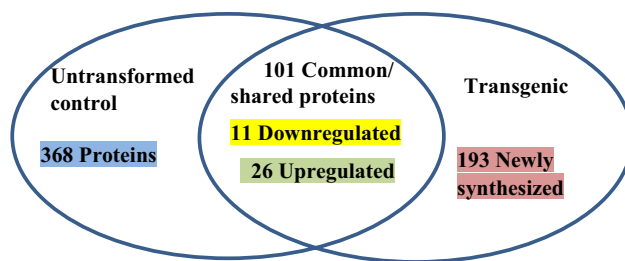 Untransformed
control
368 Proteins
101 Common/
shared proteins
11 Downregulated
26 Upregulated
Transgenic
193 Newly
synthesized